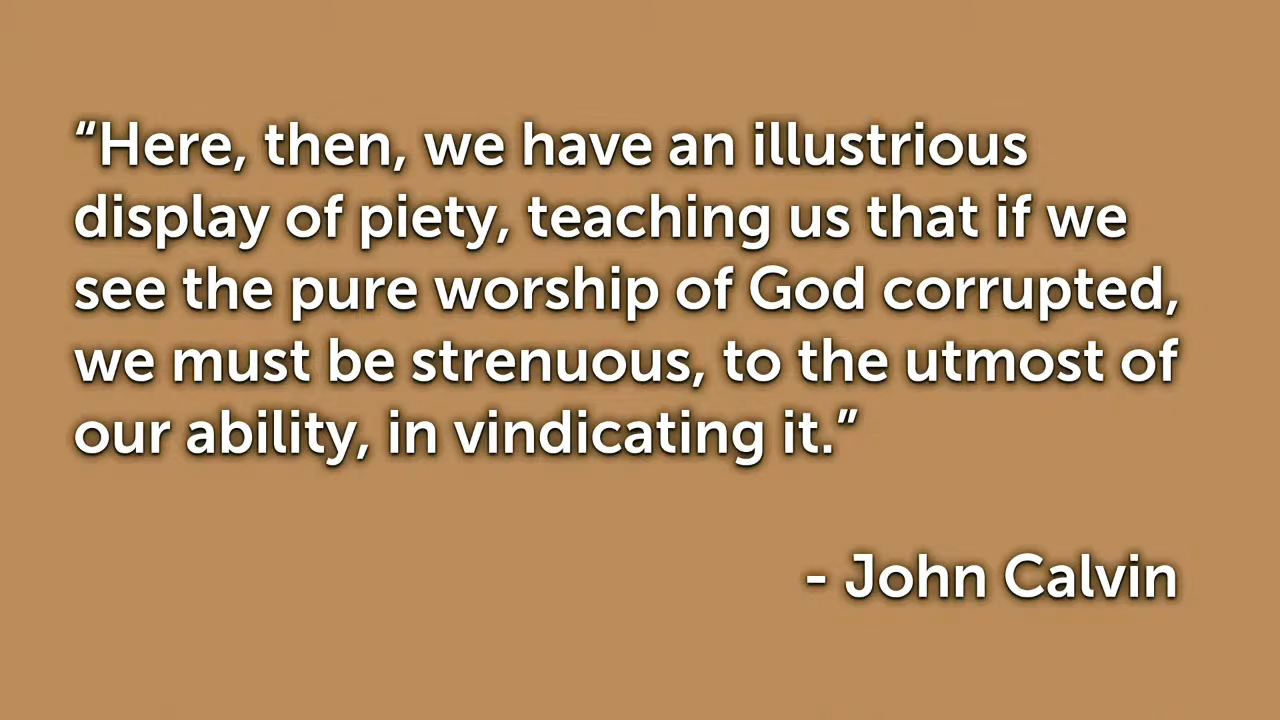 “Here, then, we have an illustrious
display of piety, teaching us that if we
see the pure worship of God corrupted,
we must be strenuous, to the utmost of
our ability, in vindicating it.”
- John Calvin